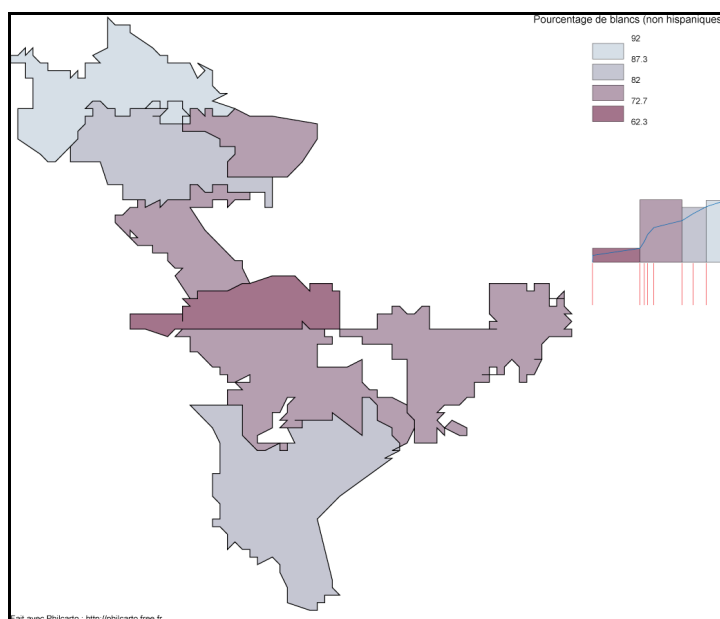 Pourcentage de blancs (non hispaniques
92
87.3
82
72.7
62.3
Fait avec Philcarto : http://philcarto.free.fr